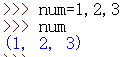 >>> num=1,2,3
>>> num
(1, 2, 3)
>>>